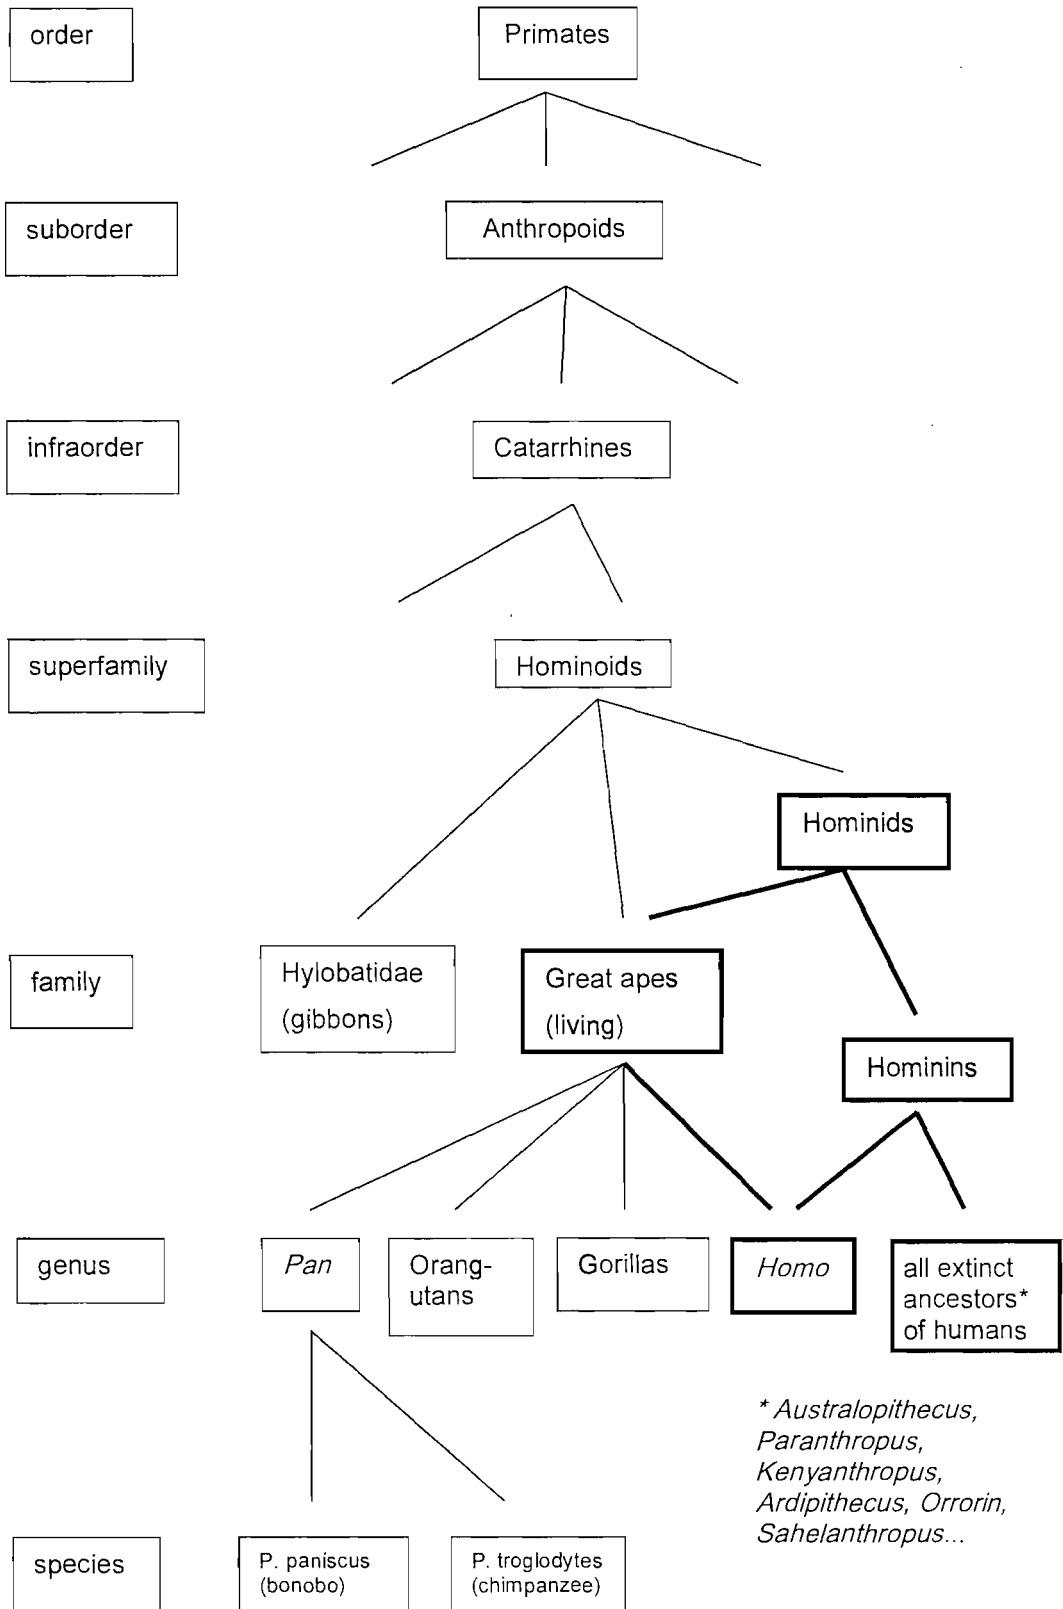 order
Primates
suborder
Anthropoids
infraorder
Catarrhines
superfamily
Hominoids
Hominids
family
Hylobatidae
(gibbons)
Great apes
(living)
Hominins
genus
Pan
Orang-
utans
Gorillas
Homo
all extinct
ancestors*
of humans
* Australopithecus,
Paranthropus,
Kenyanthropus,
Ardipithecus, Orrorin,
Sahelanthropus...
species
P. paniscus
(bonobo)
P. troglodytes
(chimpanzee)